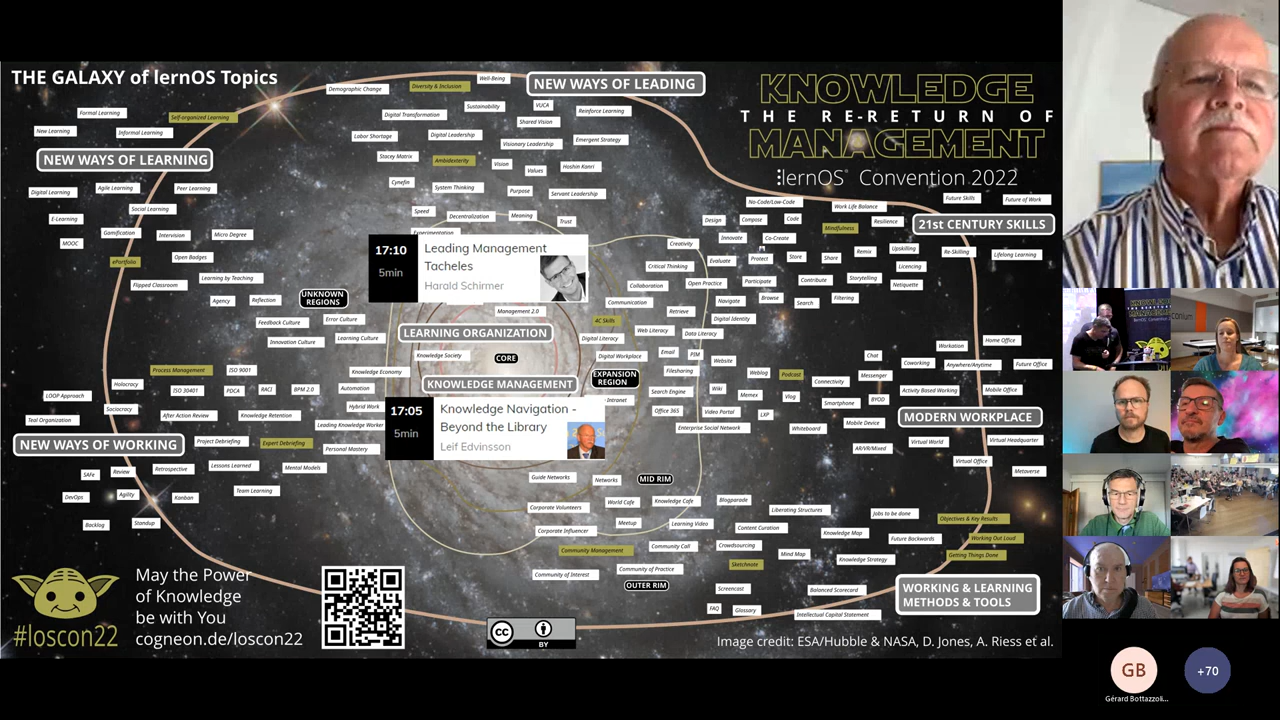 THE GALAXY of lernOS Topics
NEW WAYS OF LEADING
KNOWLEDGE
THE RE-RETURN OF
MANAGEMENT
lernOS Convention 2022
Demographic Change
Diversity & Inclusion
Well-Being
Digital Transformation
Sustainability
VUCA
Reinforce Learning
Shared Vision
Labor Shortage
Digital Leadership
Visionary Leadership
Emergent Strategy
Stacey Matrix
Ambidexterity
Vision
Values
Hoshin Kanri
Cynefin
System Thinking
Purpose
Servant Leadership
Speed
Decentralization
Meaning
Trust
Experimentation
Formal Learning
Self-organized Learning
New Learning
Informal Learning
NEW WAYS OF LEARNING
Digital Learning
Agile Learning
Peer Learning
Social Learning
E-Learning
Gamification
Intervision
Micro Degree
MOOC
Open Badges
ePortfolio
Flipped Classroom
Learning by Teaching
Agency
Reflection
UNKNOWN
REGIONS
Feedback Culture
Error Culture
Innovation Culture
Learning Culture
17:10
5min
Leading Management
Tacheles
Harald Schirmer
Management 2.0
LEARNING ORGANIZATION
Knowledge Society
CORE
Knowledge Economy
KNOWLEDGE MANAGEMENT
EXPANSION
REGION
17:05
5min
Knowledge Navigation -
Beyond the Library
Leif Edvinsson
No-Code/Low-Code
Work Life Balance
Future Skills
Future of Work
Design
Compose
Code
Mindfulness
Resilience
21ST CENTURY SKILLS
Creativity
Innovate
Co-Create
Critical Thinking
Evaluate
Protect
Store
Share
Remix
Upskilling
Re-Skilling
Lifelong Learning
Licencing
Collaboration
Open Practice
Participate
Contribute
Storytelling
Netiquette
Communication
Navigate
Browse
Search
Filtering
Retrieve
4C Skills
Digital Identity
Web Literacy
Data Literacy
Digital Literacy
Digital Workplace
Email
PIM
Website
Chat
Workation
Home Office
Filesharing
Weblog
Podcast
Connectivity
Messenger
Coworking
Anywhere/Anytime
Future Office
Search Engine
Wiki
Memex
Vlog
Smartphone
BYOD
Activity Based Working
Mobile Office
Intranet
Office 365
Video Portal
LXP
Enterprise Social Network
Whiteboard
Mobile Device
MODERN WORKPLACE
AR/VR/Mixed
Virtual World
Virtual Headquarter
Virtual Office
Metaverse
Process Management
ISO 9001
Holacracy
ISO 30401
PDCA
RACI
BPM 2.0
Automation
LOOP Approach
Sociocracy
Hybrid Work
Teal Organization
After Action Review
Knowledge Retention
Leading Knowledge Worker
NEW WAYS OF WORKING
Project Debriefing
Expert Debriefing
Personal Mastery
SAFe
Review
Retrospective
Lessons Learned
Mental Models
DevOps
Agility
Kanban
Team Learning
Backlog
Standup
Guide Networks
Networks
MID RIM
Corporate Volunteers
World Cafe
Knowledge Cafe
Blogparade
Liberating Structures
Jobs to be done
Objectives & Key Results
Meetup
Learning Video
Content Curation
Corporate Influencer
Knowledge Map
Future Backwards
Working Out Loud
Community Management
Community Call
Crowdsourcing
Mind Map
Knowledge Strategy
Getting Things Done
Sketchnote
Community of Interest
Community of Practice
OUTER RIM
Screencast
Balanced Scorecard
WORKING & LEARNING
METHODS & TOOLS
FAQ
Glossary
Intellectual Capital Statement
#loscon22
May the Power
of Knowledge
be with You
cogneon.de/loscon22
CC
BY
Image credit: ESA/Hubble & NASA, D. Jones, A. Riess et al.
GB
+70
Gérard Bottazzoli...